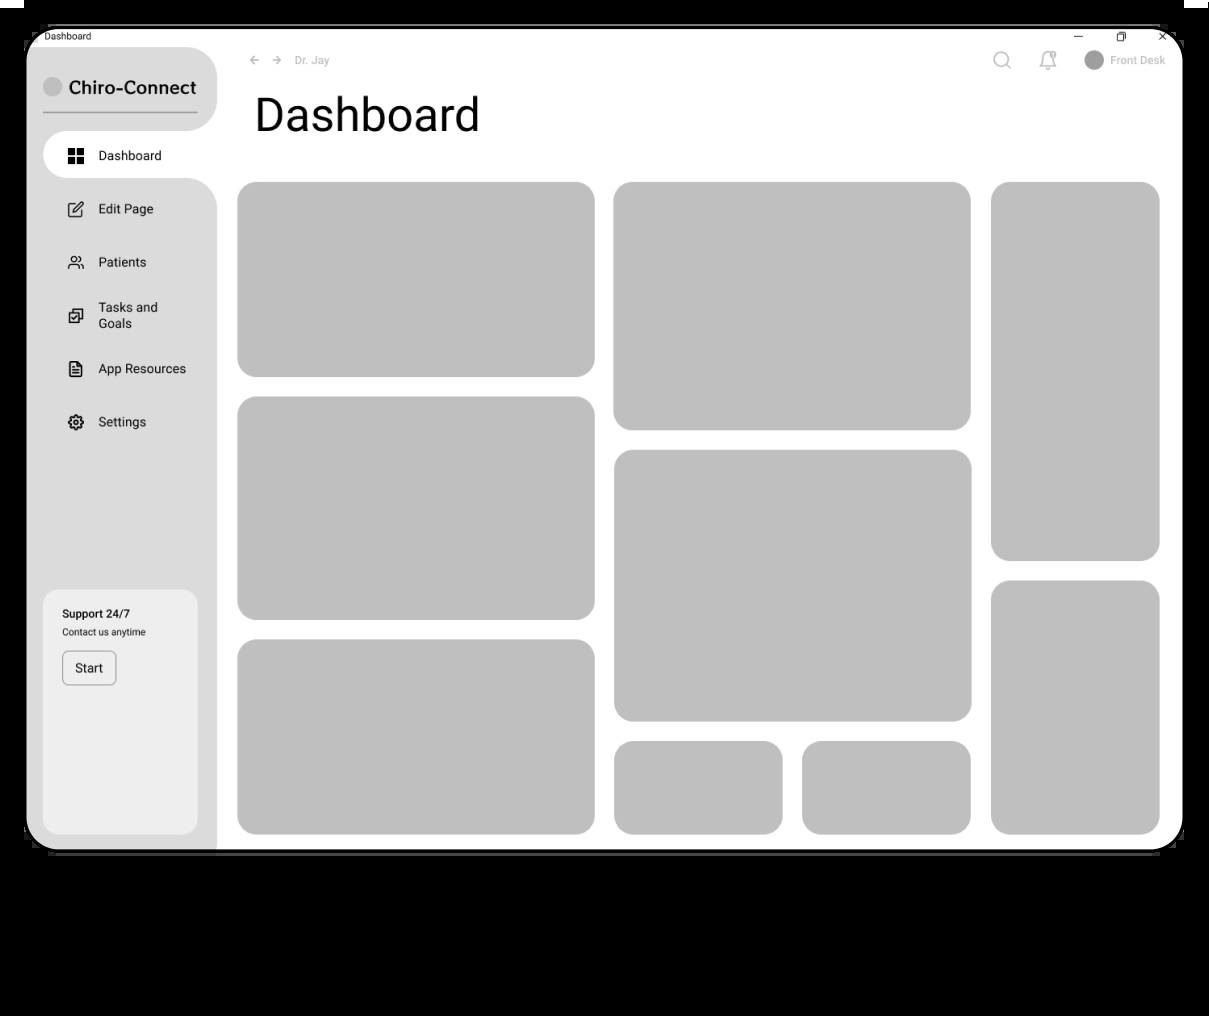 Dashboard
Dr. Jay
Front Desk
Chiro-Connect
Dashboard
Dashboard
Edit Page
Patients
Tasks and
Goals
App Resources
Settings
Support 24/7
Contact us anytime
Start